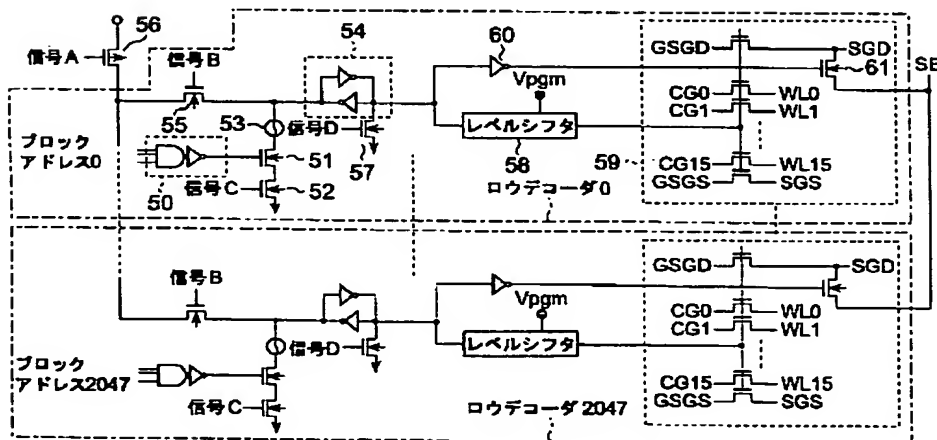 56
信号A
信号B
54
60
Vpgm
GSGD
SGD
61
55
53
信号D
CG0
WL0
CG1
WL1
ブロック
アドレス0
レベルシフタ
51
57
58
59
CG15
WL15
50
信号C
52
GSGS
SGS
ロウデコーダ0
信号B
Vpgm
GSGD
SGD
信号D
CG0
WL0
CG1
WL1
レベルシフタ
ブロック
アドレス2047
信号C
CG15
WL15
GSGS
SGS
ロウデコーダ2047